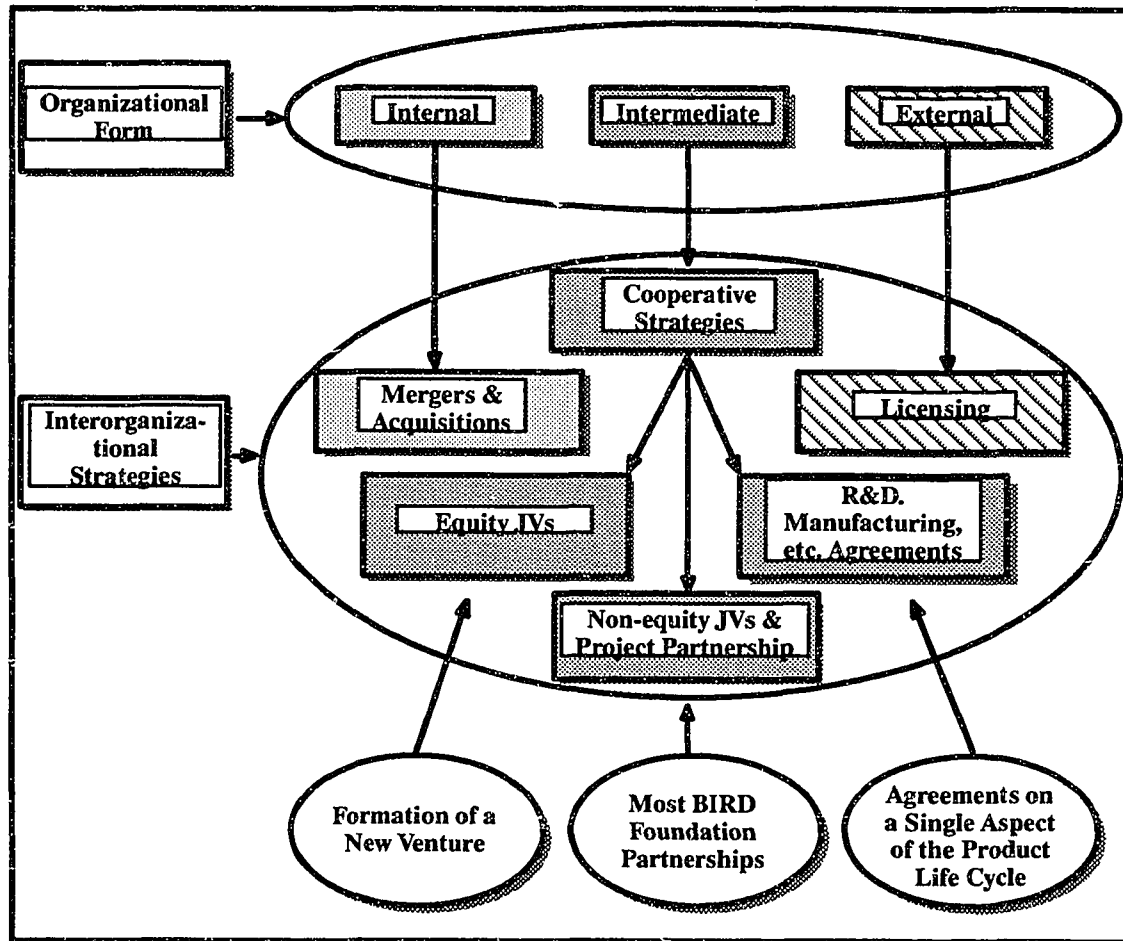 Organizational
Form
Internal
Intermediate
External
Cooperative
Strategies
Mergers &
Acquisitions
Licensing
Interorganiza-
tional
Strategies
Equity JVs
R&D.
Manufacturing,
etc. Agreements
Non-equity JVs &
Project Partnership
Formation of a
New Venture
Most BIRD
Foundation
Partnerships
Agreements on
a Single Aspect
of the Product
Life Cycle